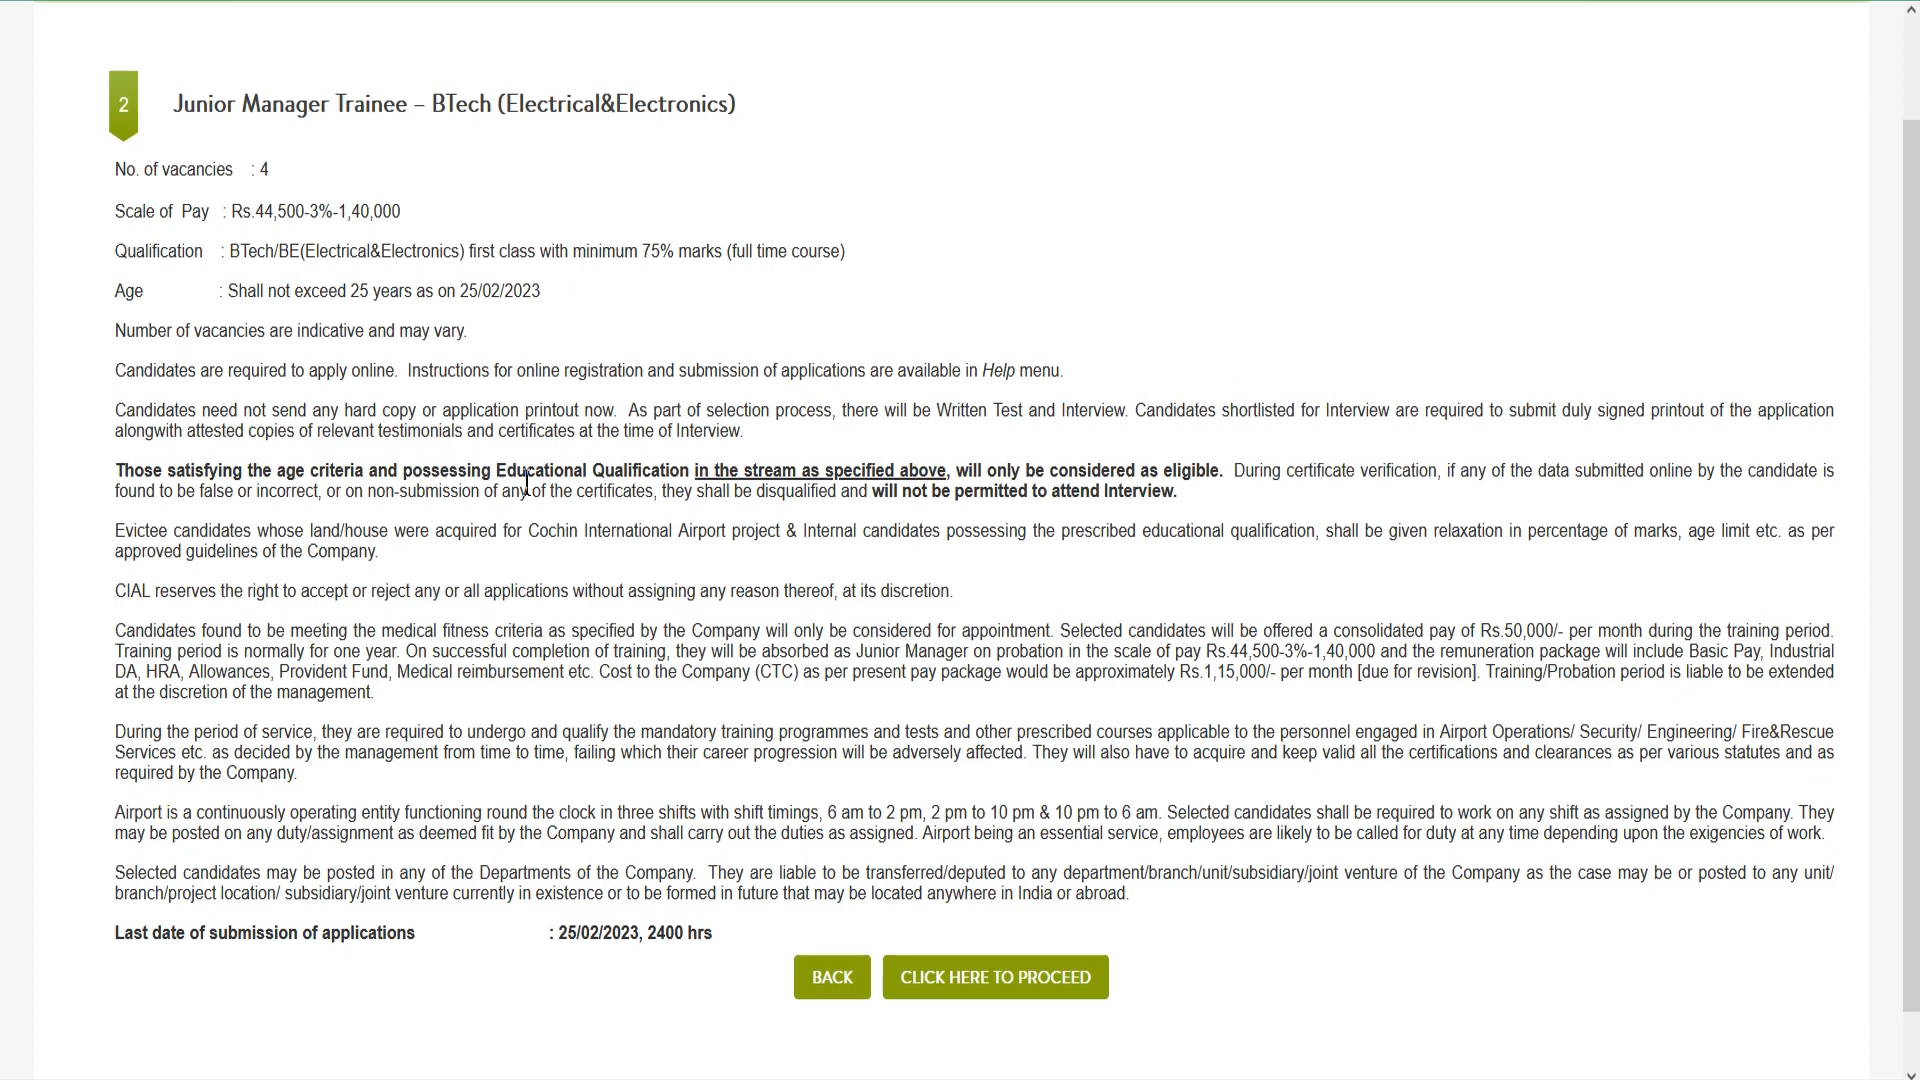 2
Junior Manager Trainee – BTech (Electrical&Electronics)
No. of vacancies : 4
Scale of Pay : Rs.44,500-3%-1,40,000
Qualification : BTech/BE(Electrical&Electronics) first class with minimum 75% marks (full time course)
Age : Shall not exceed 25 years as on 25/02/2023
Number of vacancies are indicative and may vary.
Candidates are required to apply online. Instructions for online registration and submission of applications are available in Help menu.
Candidates need not send any hard copy or application printout now. As part of selection process, there will be Written Test and Interview. Candidates shortlisted for Interview are required to submit duly signed printout of the application
alongwith attested copies of relevant testimonials and certificates at the time of Interview.
Those satisfying the age criteria and possessing Educational Qualification in the stream as specified above, will only be considered as eligible. During certificate verification, if any of the data submitted online by the candidate is
found to be false or incorrect, or on non-submission of any of the certificates, they shall be disqualified and will not be permitted to attend Interview.
Evictee candidates whose land/house were acquired for Cochin International Airport project & Internal candidates possessing the prescribed educational qualification, shall be given relaxation in percentage of marks, age limit etc. as per
approved guidelines of the Company.
CIAL reserves the right to accept or reject any or all applications without assigning any reason thereof, at its discretion.
Candidates found to be meeting the medical fitness criteria as specified by the Company will only be considered for appointment. Selected candidates will be offered a consolidated pay of Rs.50,000/- per month during the training period.
Training period is normally for one year. On successful completion of training, they will be absorbed as Junior Manager on probation in the scale of pay Rs.44,500-3%-1,40,000 and the remuneration package will include Basic Pay, Industrial
DA, HRA, Allowances, Provident Fund, Medical reimbursement etc. Cost to the Company (CTC) as per present pay package would be approximately Rs.1,15,000/- per month [due for revision]. Training/Probation period is liable to be extended
at the discretion of the management.
During the period of service, they are required to undergo and qualify the mandatory training programmes and tests and other prescribed courses applicable to the personnel engaged in Airport Operations/ Security/ Engineering/ Fire&Rescue
Services etc. as decided by the management from time to time, failing which their career progression will be adversely affected. They will also have to acquire and keep valid all the certifications and clearances as per various statutes and as
required by the Company.
Airport is a continuously operating entity functioning round the clock in three shifts with shift timings, 6 am to 2 pm, 2 pm to 10 pm & 10 pm to 6 am. Selected candidates shall be required to work on any shift as assigned by the Company. They
may be posted on any duty/assignment as deemed fit by the Company and shall carry out the duties as assigned. Airport being an essential service, employees are likely to be called for duty at any time depending upon the exigencies of work.
Selected candidates may be posted in any of the Departments of the Company. They are liable to be transferred/deputed to any department/branch/unit/subsidiary/joint venture of the Company as the case may be or posted to any unit/
branch/project location/ subsidiary/joint venture currently in existence or to be formed in future that may be located anywhere in India or abroad.
Last date of submission of applications : 25/02/2023, 2400 hrs
BACK CLICK HERE TO PROCEED